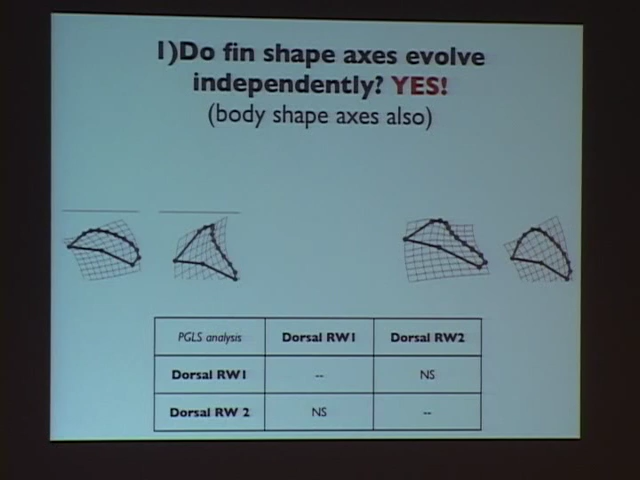 1)Do fin shape axes evolve
independently? YES!
(body shape axes also)
PGLS analysis Dorsal RW1 Dorsal RW2
Dorsal RW1 -- NS
Dorsal RW 2 NS --